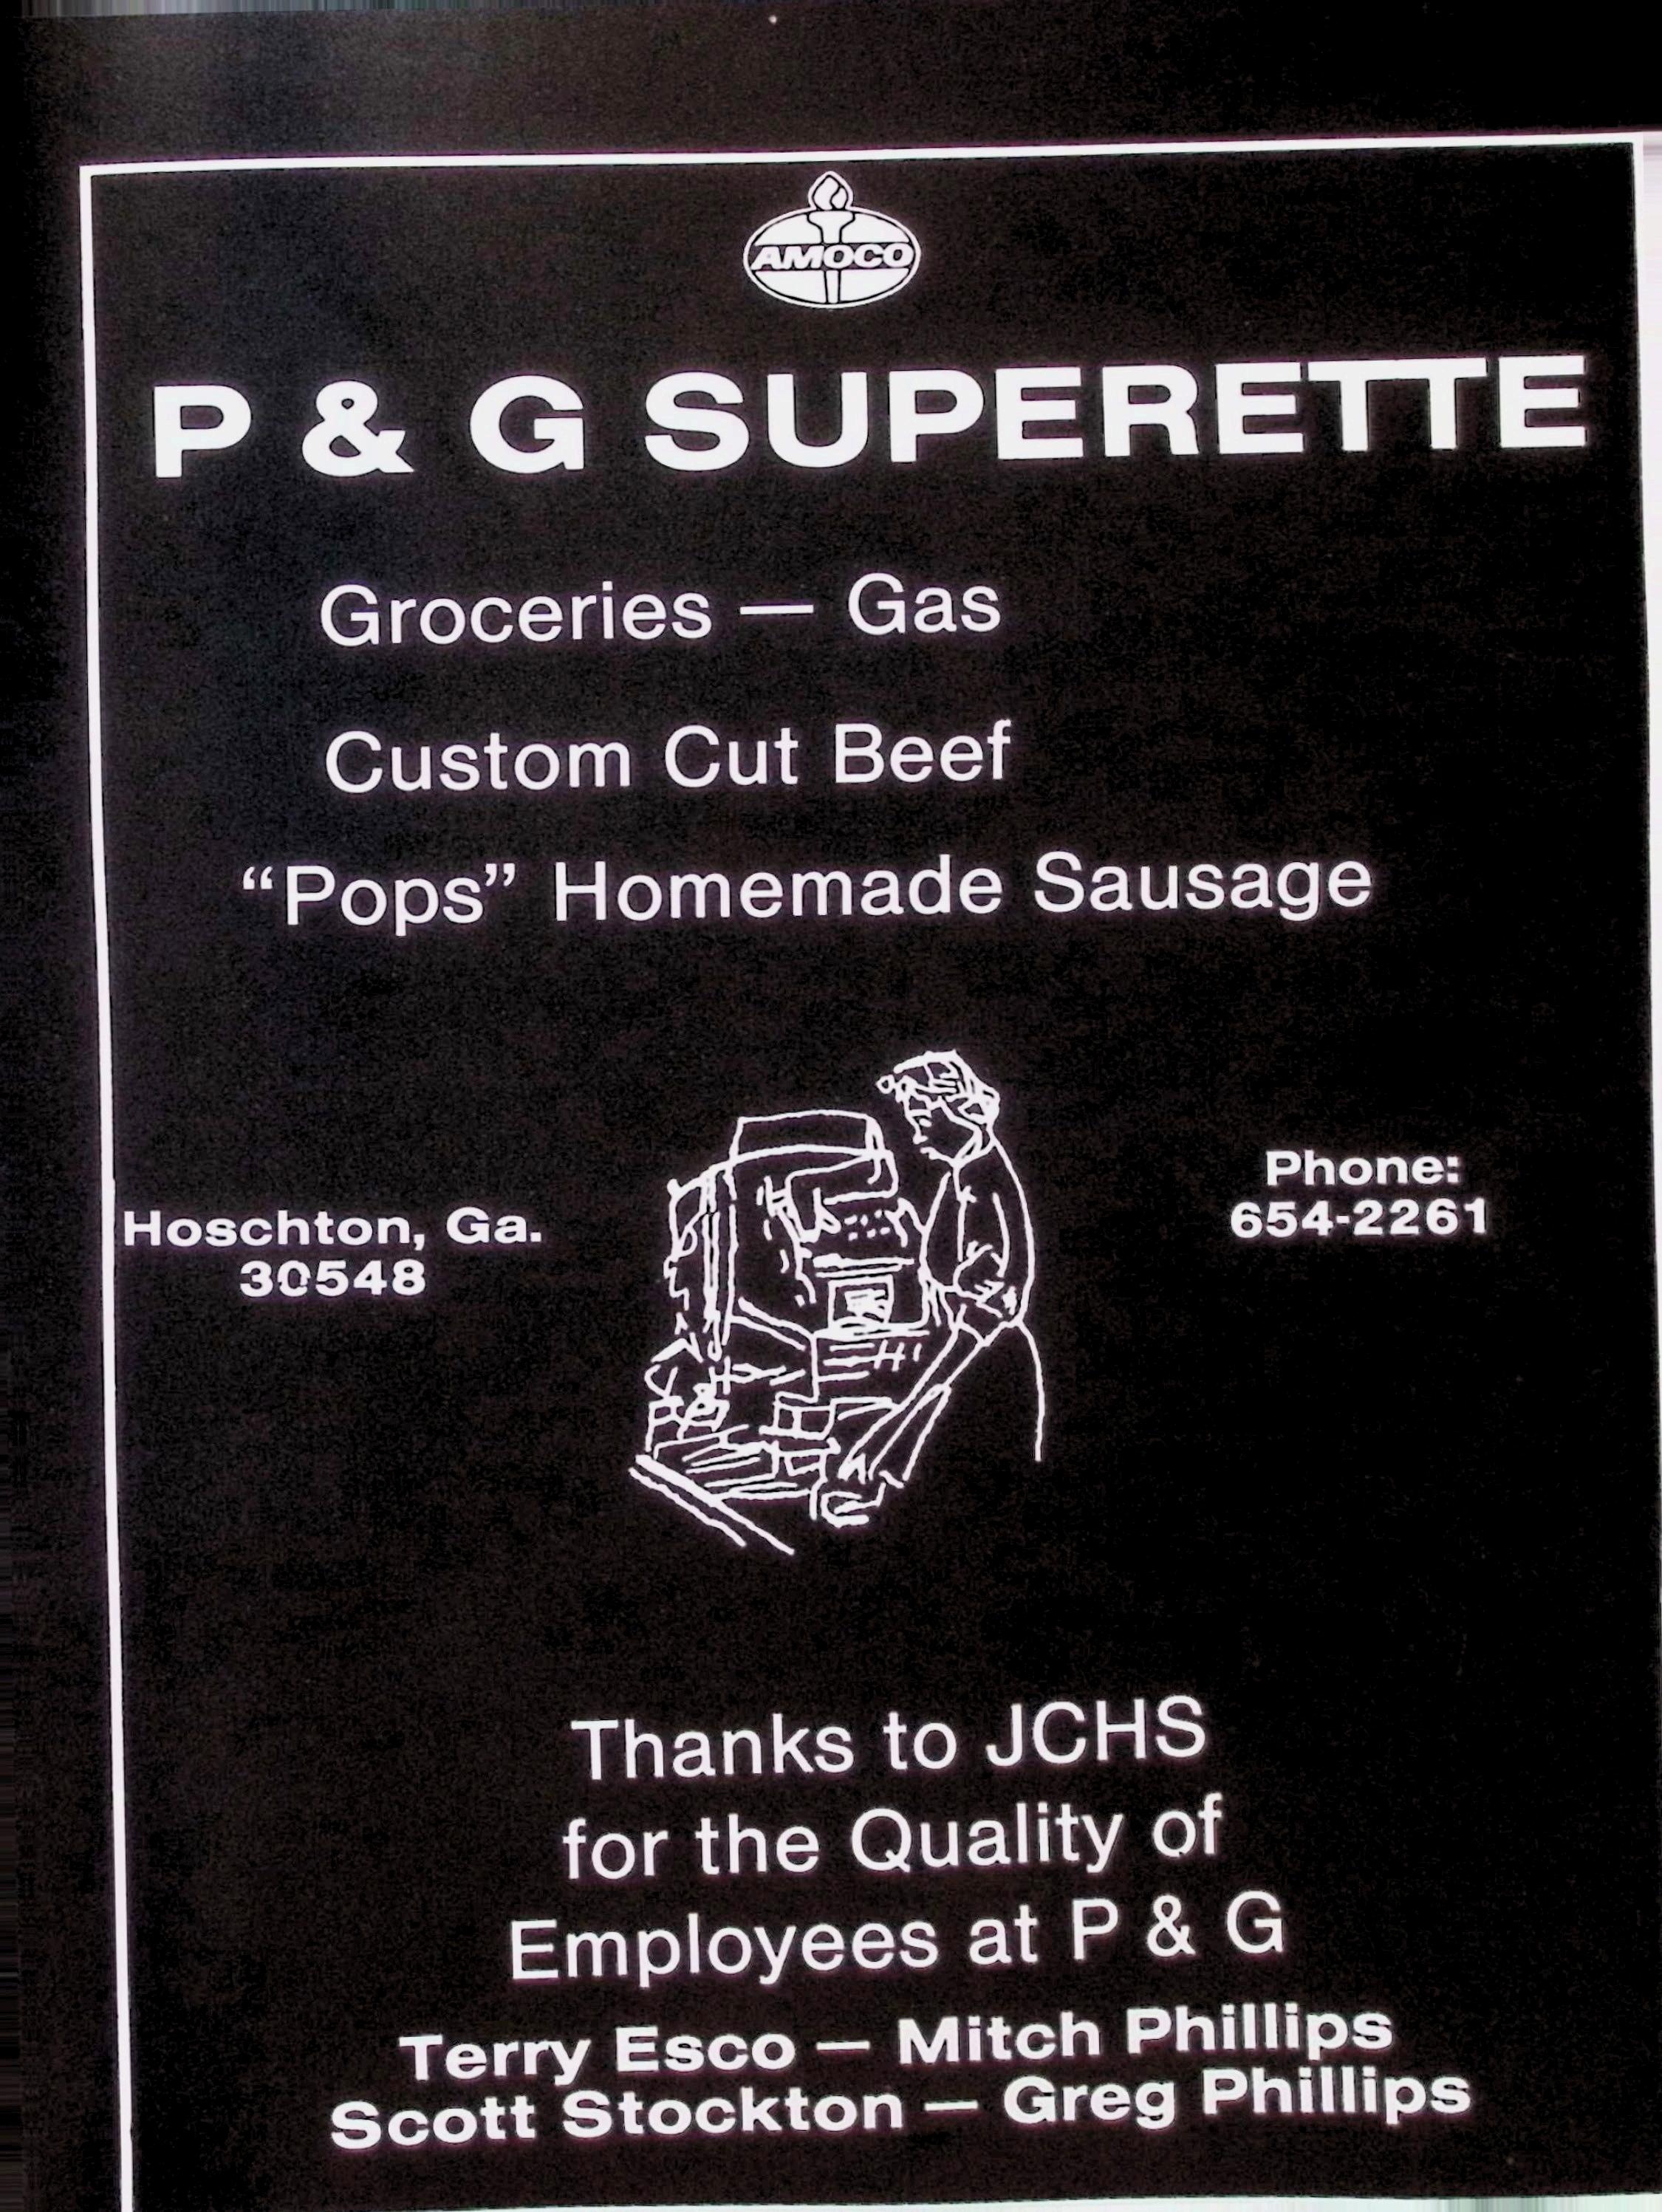 AMOCO
P & G SUPERETTE
Groceries — Gas
Custom Cut Beef
“Pops” Homemade Sausage
Hoschton, Ga.
30548
Phone:
654-2261
Thanks to JCHS
for the Quality of
Employees at P & G
Terry Esco — Mitch Phillips
Scott Stockton — Greg Phillips